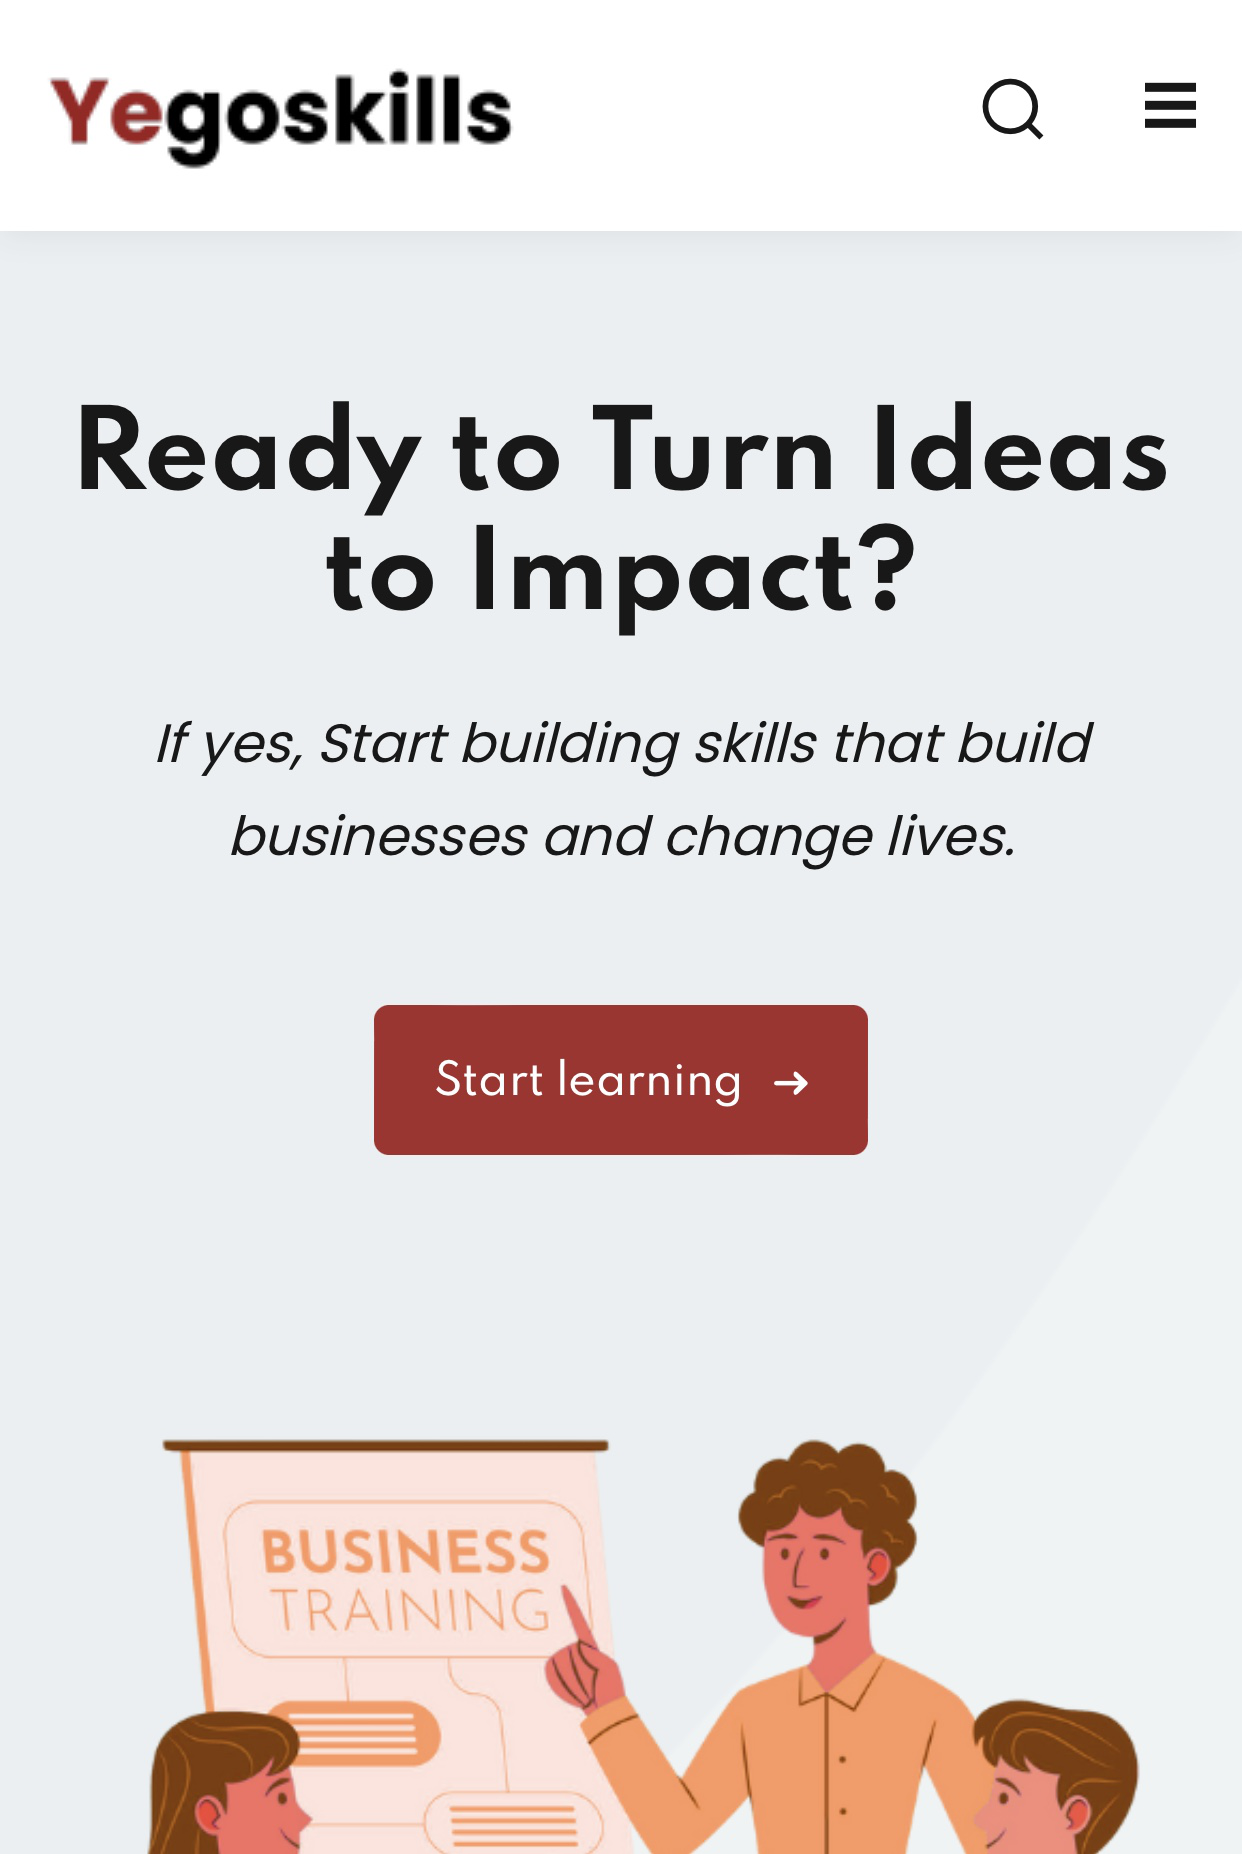 Yegoskills
Ready to Turn Ideas
to Impact?
If yes, Start building skills that build
businesses and change lives.
Start learning →
BUSINESS
TRAINING